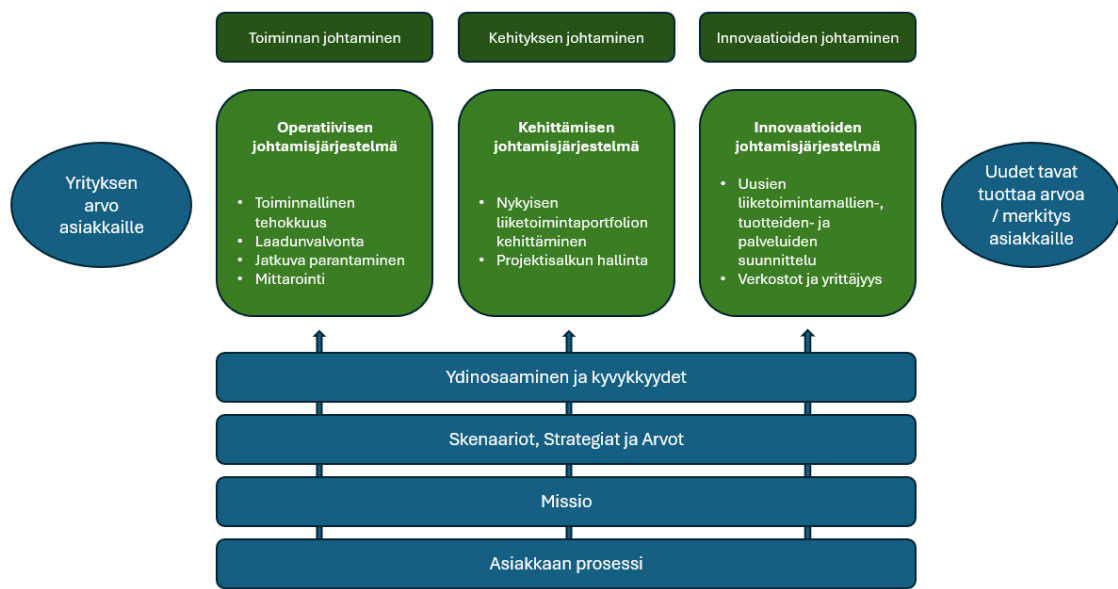 Toiminnan johtaminen
Kehityksen johtaminen
Innovaatioiden johtaminen
Yrityksen
arvo
asiakkaille
Operatiivisen
johtamisjärjestelmä
• Toiminnallinen
tehokkuus
• Laadunvalvonta
• Jatkuva parantaminen
• Mittarointi
Kehittämisen
johtamisjärjestelmä
• Nykyisen
liiketoimintaportfolion
kehittäminen
• Projektisalkun hallinta
Innovaatioiden
johtamisjärjestelmä
• Uusien
liiketoimintamallien-,
tuotteiden- ja
palveluiden
suunnittelu
• Verkostot ja yrittäjyys
Uudet tavat
tuottaa arvoa
/ merkitys
asiakkaille
Ydinosaaminen ja kyvykkyydet
Skenaariot, Strategiat ja Arvot
Missio
Asiakkaan prosessi